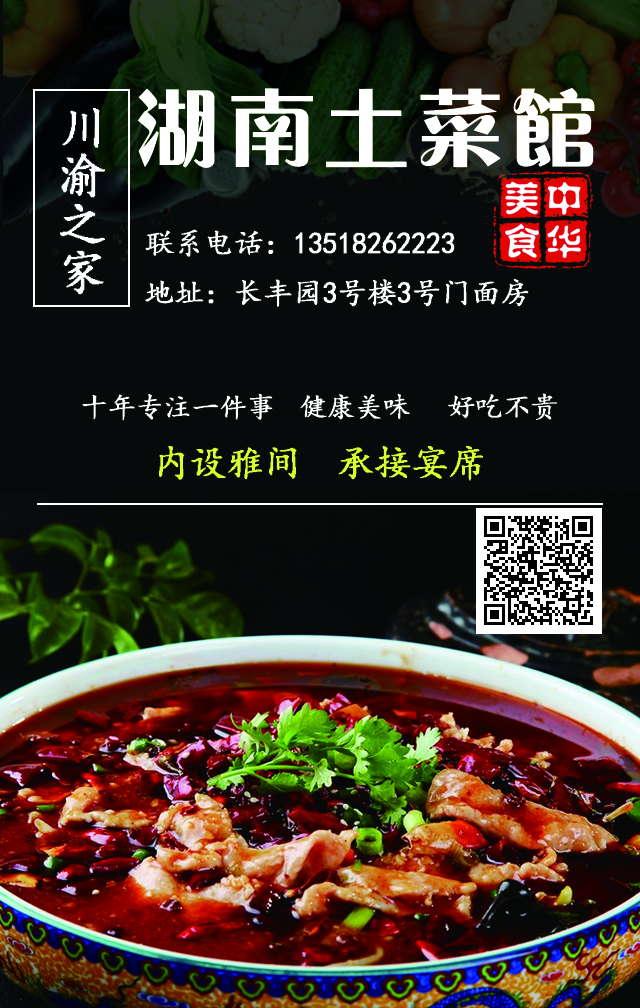 川渝之家
湖南土菜館
中华
美食
联系电话：13518262223
地址：长丰园3号楼3号门面房
十年专注一件事 健康美味 好吃不贵
内设雅间 承接宴席